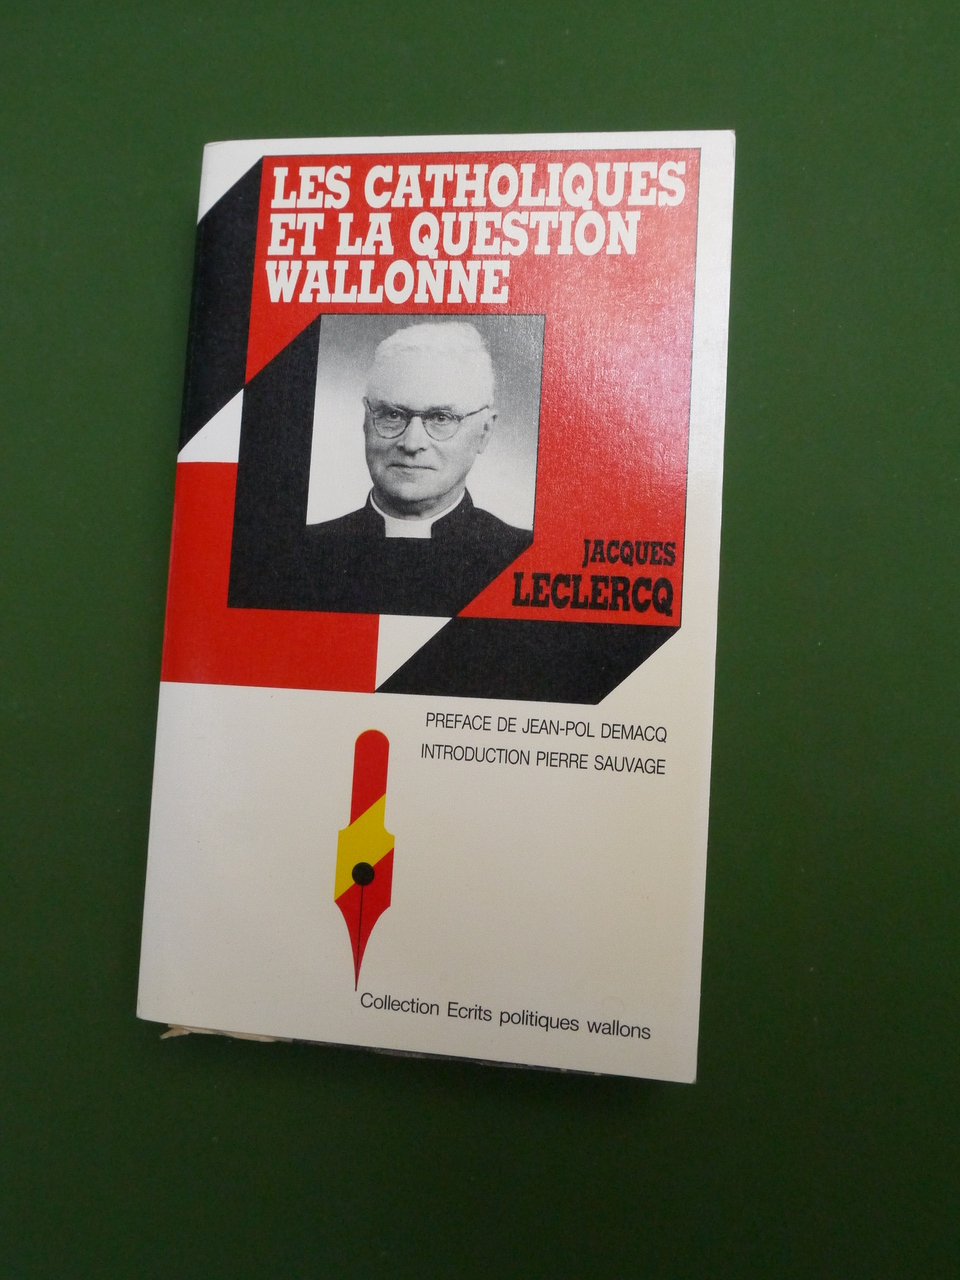 LES CATHOLIQUES
ET LA QUESTION
WALLONNE
JACQUES
LECLERCQ
PREFACE DE JEAN-POL DEMACQ
INTRODUCTION PIERRE SAUVAGE
Collection Ecrits politiques wallons